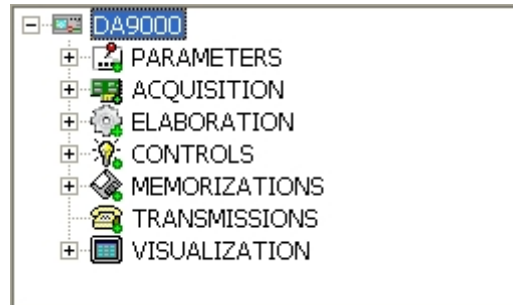 DA9000
PARAMETERS
ACQUISITION
ELABORATION
CONTROLS
MEMORIZATIONS
TRANSMISSIONS
VISUALIZATION